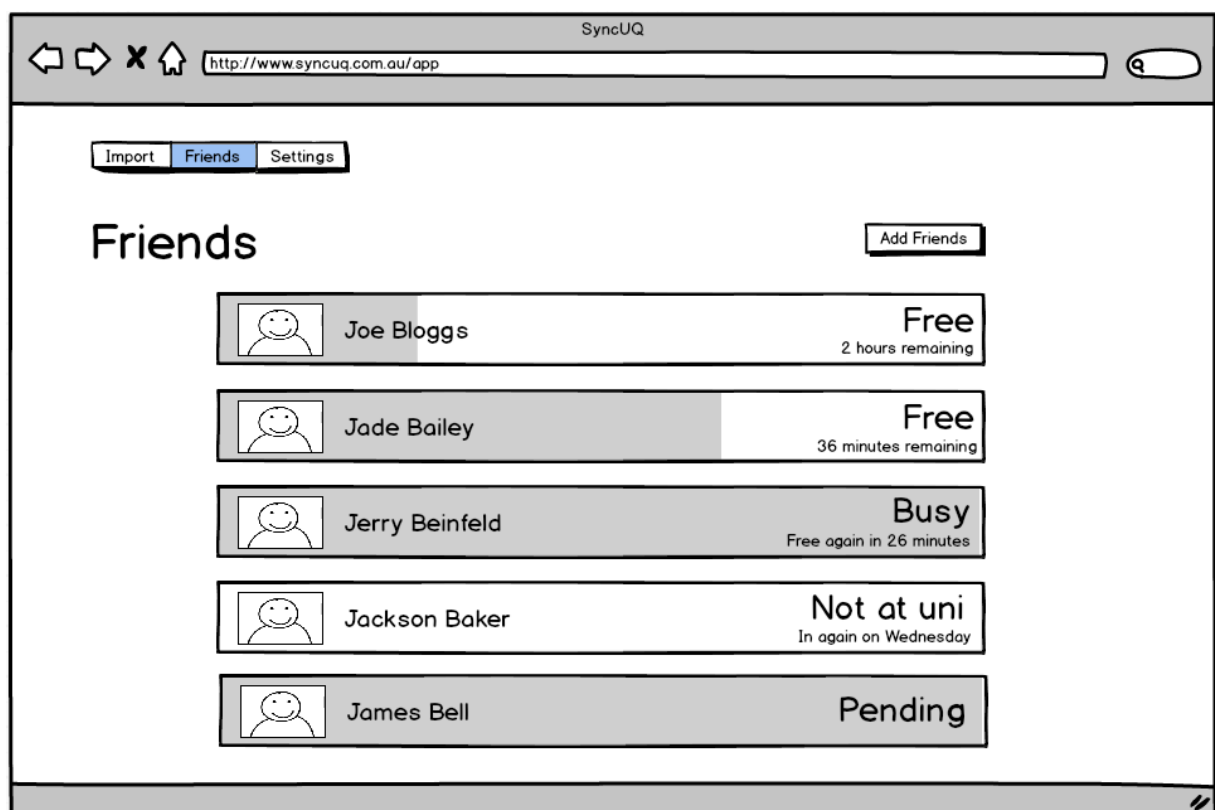 SyncUQ
http://www.syncuq.com.au/app
Import Friends Settings
Friends
Add Friends
Joe Bloggs
Free
2 hours remaining
Jade Bailey
Free
36 minutes remaining
Jerry Beinfeld
Busy
Free again in 26 minutes
Jackson Baker
Not at uni
In again on Wednesday
James Bell
Pending